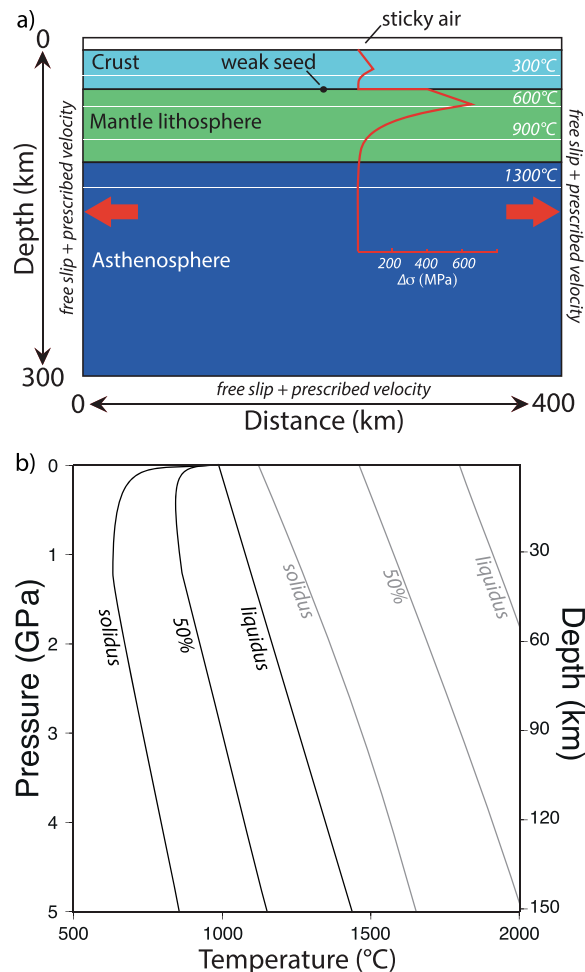 a)
0
sticky air
Crust
weak seed
300°C
600°C
Mantle lithosphere
900°C
1300°C
Depth (km)
free slip + prescribed velocity
free slip + prescribed velocity
Asthenosphere
200 400 600
Δσ (MPa)
300
free slip + prescribed velocity
0
400
Distance (km)
b)
0
1
2
3
4
5
Pressure (GPa)
solidus
50%
liquidus
solidus
50%
liquidus
30
60
90
120
150
Depth (km)
500 1000 1500 2000
Temperature (°C)